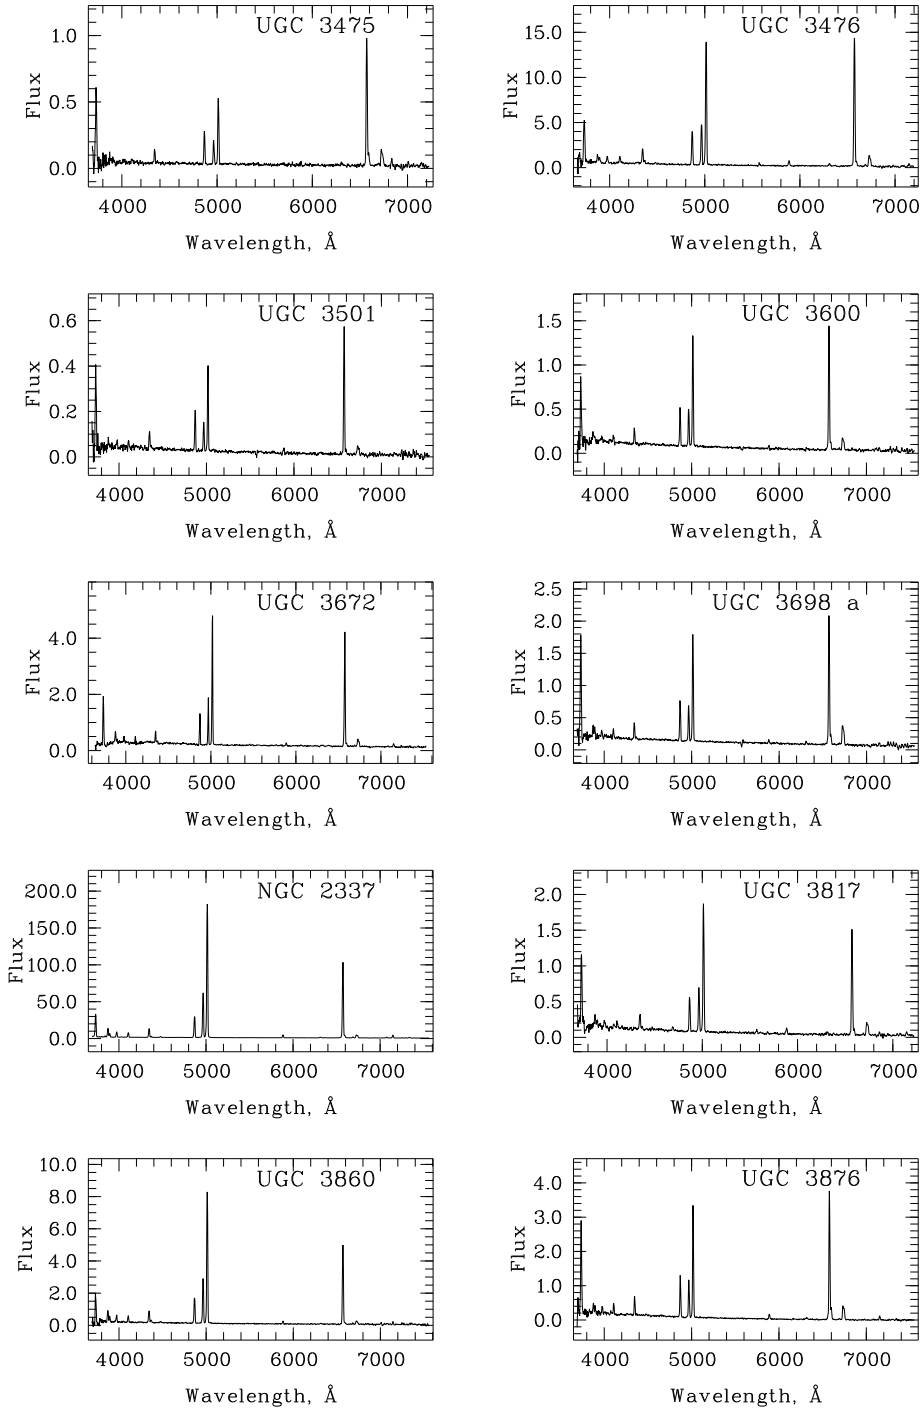 UGC 3475
1.0
0.5
0.0
Flux
4000 5000 6000 7000
Wavelength, Å
UGC 3476
15.0
10.0
5.0
0.0
Flux
4000 5000 6000 7000
Wavelength, Å
UGC 3501
0.6
0.4
0.2
0.0
Flux
4000 5000 6000 7000
Wavelength, Å
UGC 3600
1.5
1.0
0.5
0.0
Flux
4000 5000 6000 7000
Wavelength, Å
UGC 3672
4.0
2.0
0.0
Flux
4000 5000 6000 7000
Wavelength, Å
UGC 3698 a
2.5
2.0
1.5
1.0
0.5
0.0
Flux
4000 5000 6000 7000
Wavelength, Å
NGC 2337
200.0
150.0
100.0
50.0
0.0
Flux
4000 5000 6000 7000
Wavelength, Å
UGC 3817
2.0
1.5
1.0
0.5
0.0
Flux
4000 5000 6000 7000
Wavelength, Å
UGC 3860
10.0
8.0
6.0
4.0
2.0
0.0
Flux
4000 5000 6000 7000
Wavelength, Å
UGC 3876
4.0
3.0
2.0
1.0
0.0
Flux
4000 5000 6000 7000
Wavelength, Å